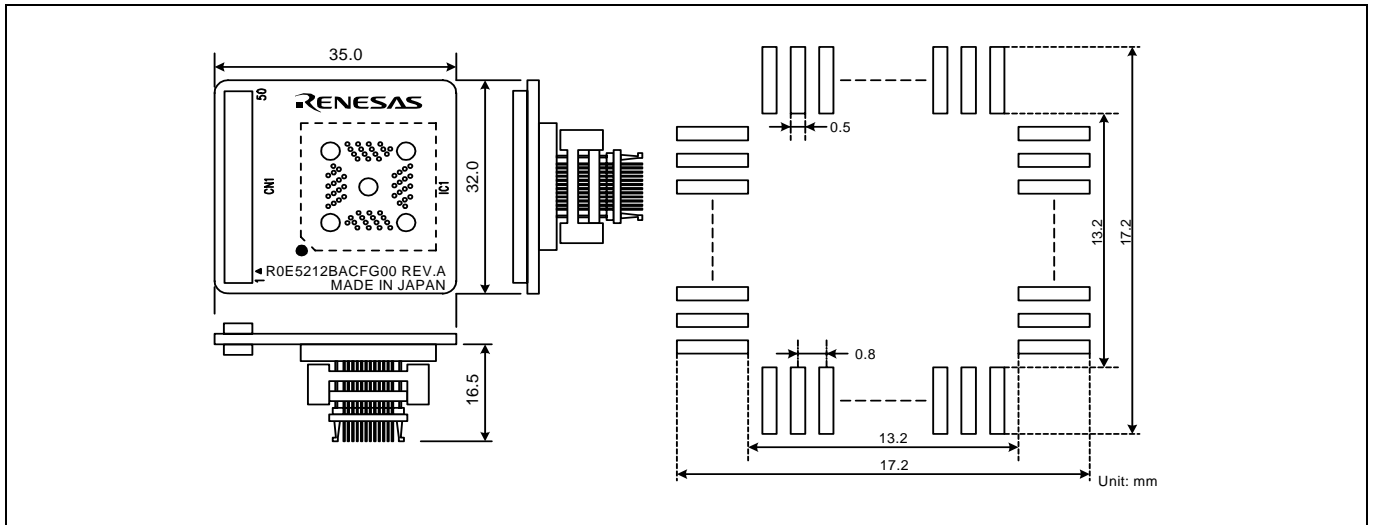 35.0
50
RENESAS
CN1
IC1
32.0
1
R0E5212BACFG00 REV.A
MADE IN JAPAN
16.5
0.5
13.2
17.2
0.8
13.2
17.2
Unit: mm